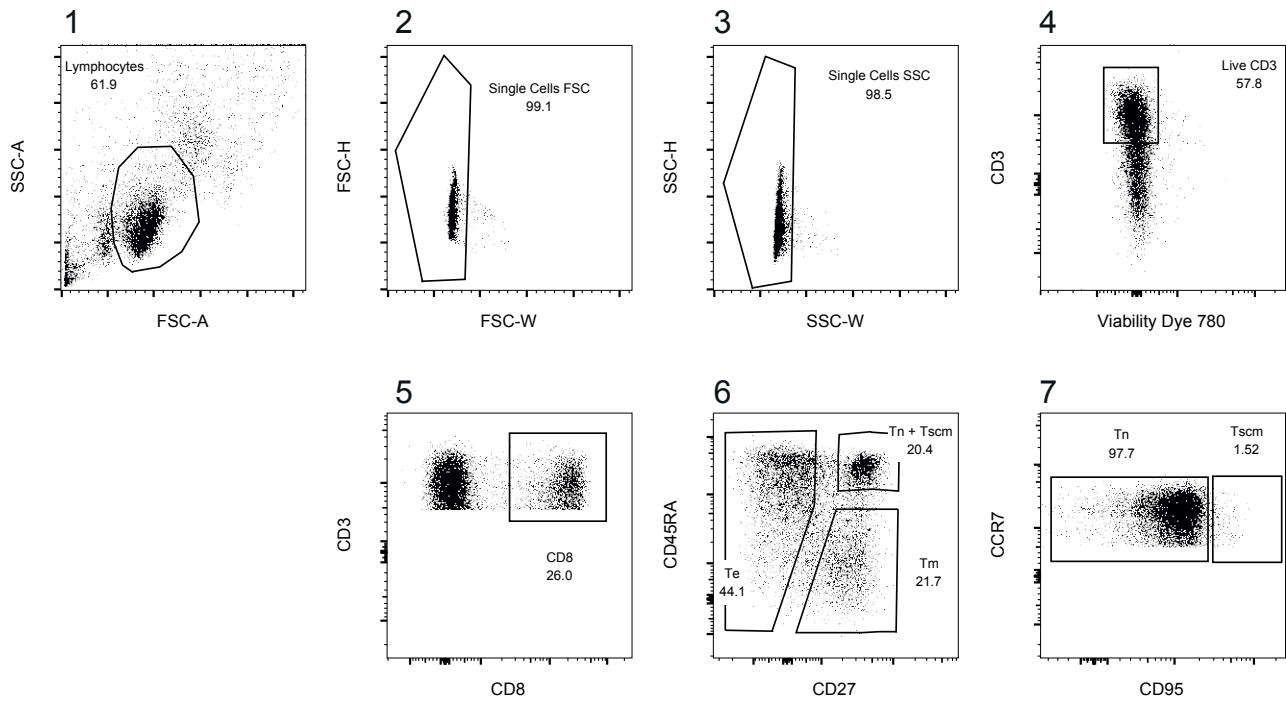 1
Lymphocytes
61.9
SSC-A
FSC-A
2
Single Cells FSC
99.1
FSC-H
FSC-W
3
Single Cells SSC
98.5
SSC-H
SSC-W
4
Live CD3
57.8
CD3
Viability Dye 780
5
CD8
26.0
CD3
CD8
6
Tn + Tscm
20.4
Te
44.1
Tm
21.7
CD45RA
CD27
7
Tn
97.7
Tscm
1.52
CCR7
CD95